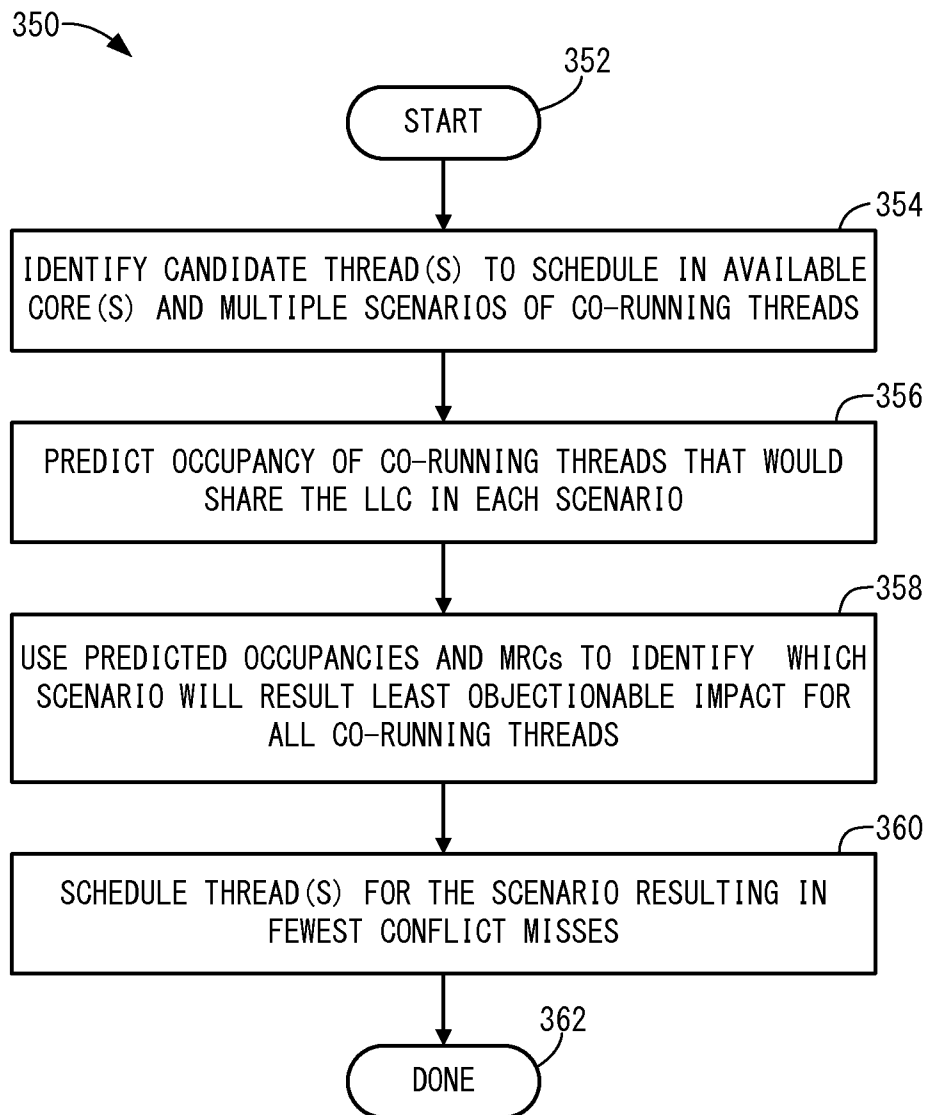 350
352
START
354
IDENTIFY CANDIDATE THREAD(S) TO SCHEDULE IN AVAILABLE
CORE(S) AND MULTIPLE SCENARIOS OF CO-RUNNING THREADS
356
PREDICT OCCUPANCY OF CO-RUNNING THREADS THAT WOULD
SHARE THE LLC IN EACH SCENARIO
358
USE PREDICTED OCCUPANCIES AND MRCs TO IDENTIFY WHICH
SCENARIO WILL RESULT LEAST OBJECTIONABLE IMPACT FOR
ALL CO-RUNNING THREADS
360
SCHEDULE THREAD(S) FOR THE SCENARIO RESULTING IN
FEWEST CONFLICT MISSES
362
DONE